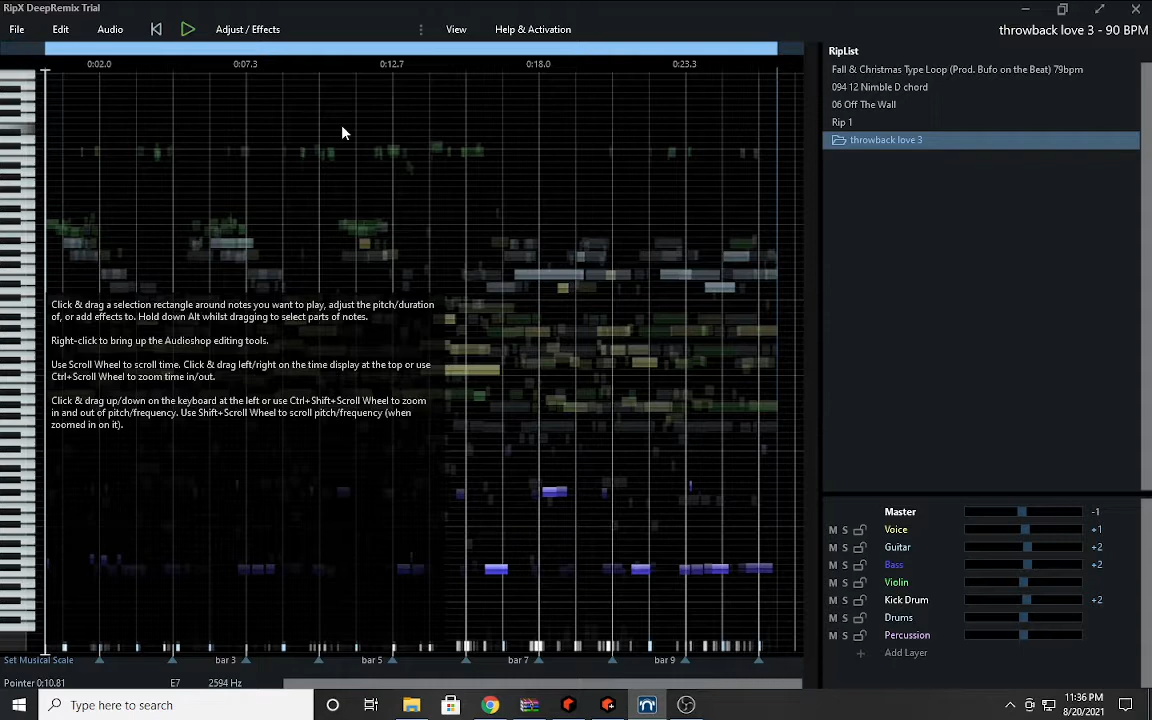 RipX DeepRemix Trial
File Edit Audio Adjust / Effects View Help & Activation throwback love 3 - 90 BPM
0:02.0 0:07.3 0:12.7 0:18.0 0:23.3
RipList
Fall & Christmas Type Loop (Prod. Bufo on the Beat) 79bpm
094 12 Nimble D chord
06 Off The Wall
Rip 1
throwback love 3
Click & drag a selection rectangle around notes you want to play, adjust the pitch/duration
of, or add effects to. Hold down Alt whilst dragging to select parts of notes.
Right-click to bring up the Audioshop editing tools.
Use Scroll Wheel to scroll time. Click & drag left/right on the time display at the top or use
Ctrl+Scroll Wheel to zoom time in/out.
Click & drag up/down on the keyboard at the left or use Ctrl+Shift+Scroll Wheel to zoom
in and out of pitch/frequency. Use Shift+Scroll Wheel to scroll pitch/frequency (when
zoomed in on it).
Master -1
M S Voice +1
M S Guitar +2
M S Bass +2
M S Violin
M S Kick Drum +2
M S Drums
M S Percussion
+ Add Layer
Set Musical Scale bar 3 bar 5 bar 7 bar 9
Pointer 0:10.81 E7 2594 Hz
Type here to search
11:36 PM
8/20/2021